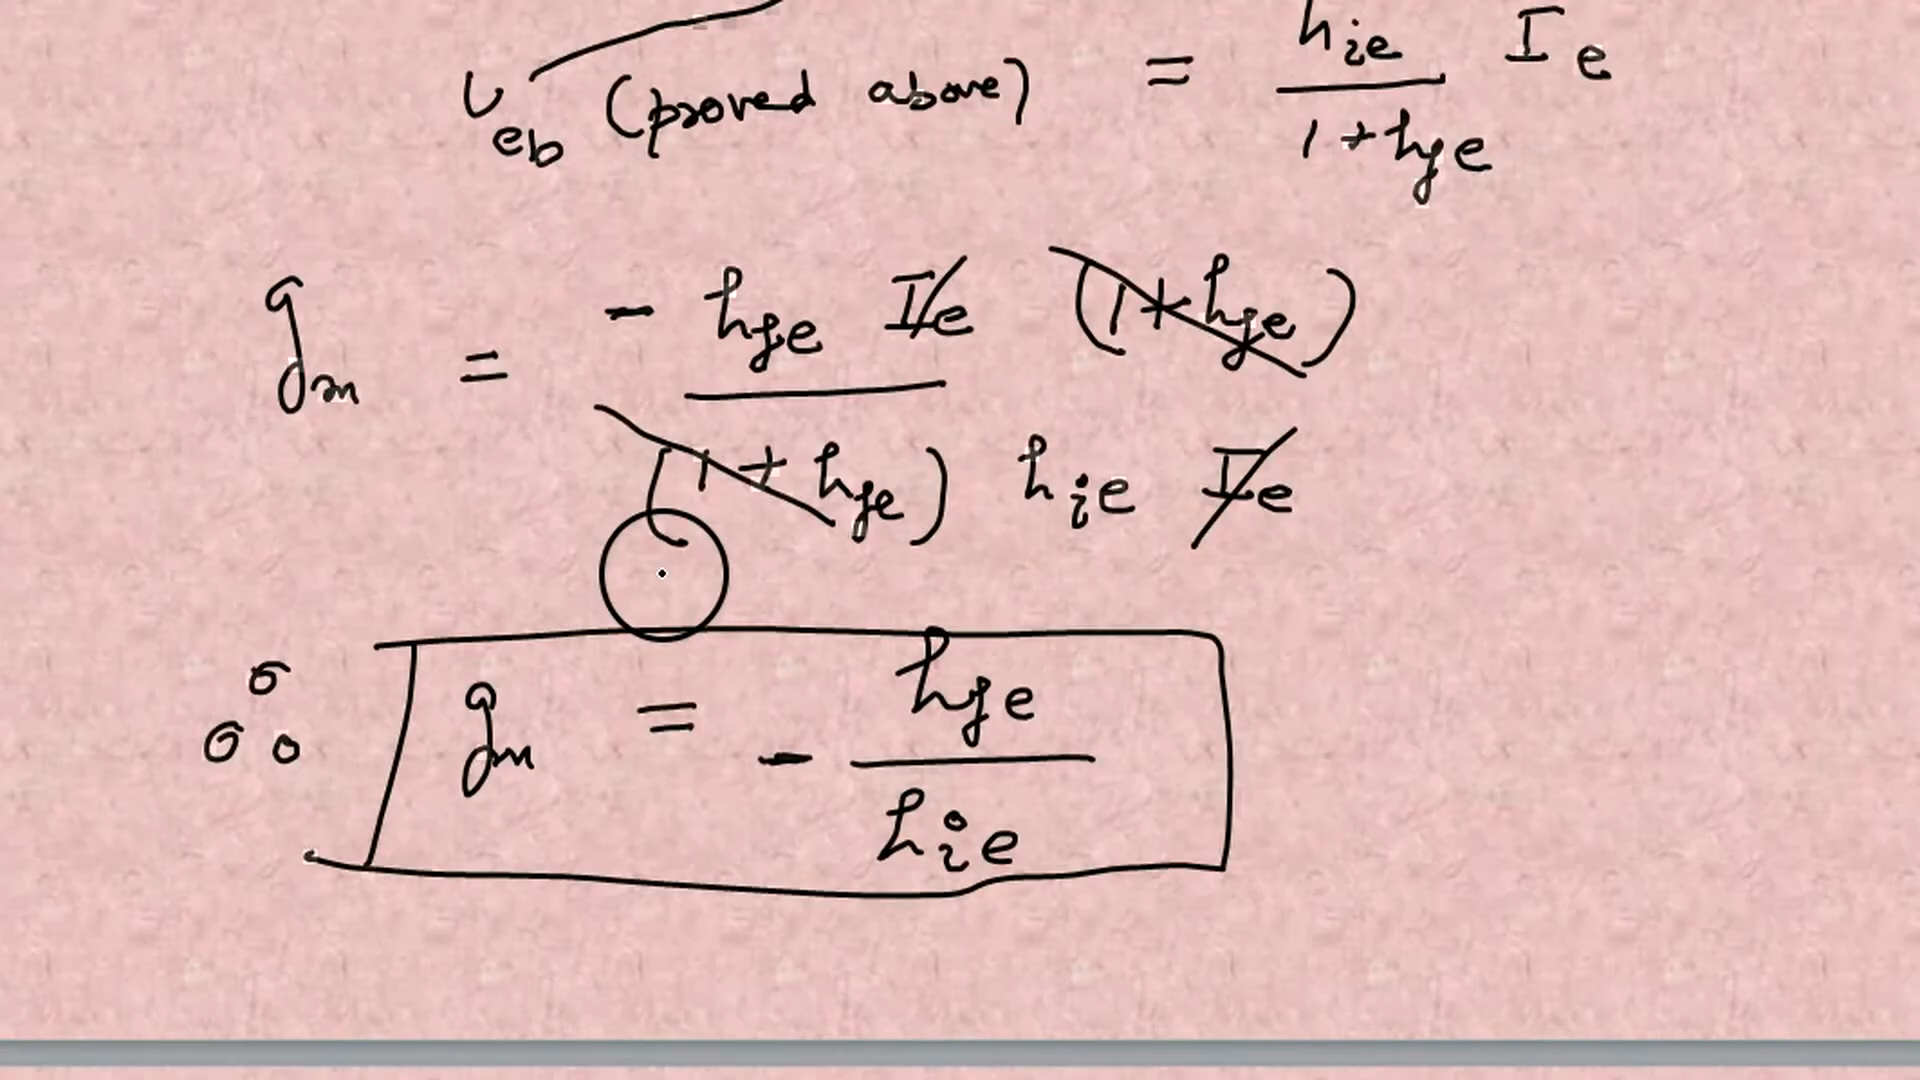 v_eb (proved above) = h_ie / (1 + h_fe) I_e
g_m = - h_fe I_e (1 + h_fe) / (1 + h_fe) h_ie I_e
∴ g_m = - h_fe / h_ie